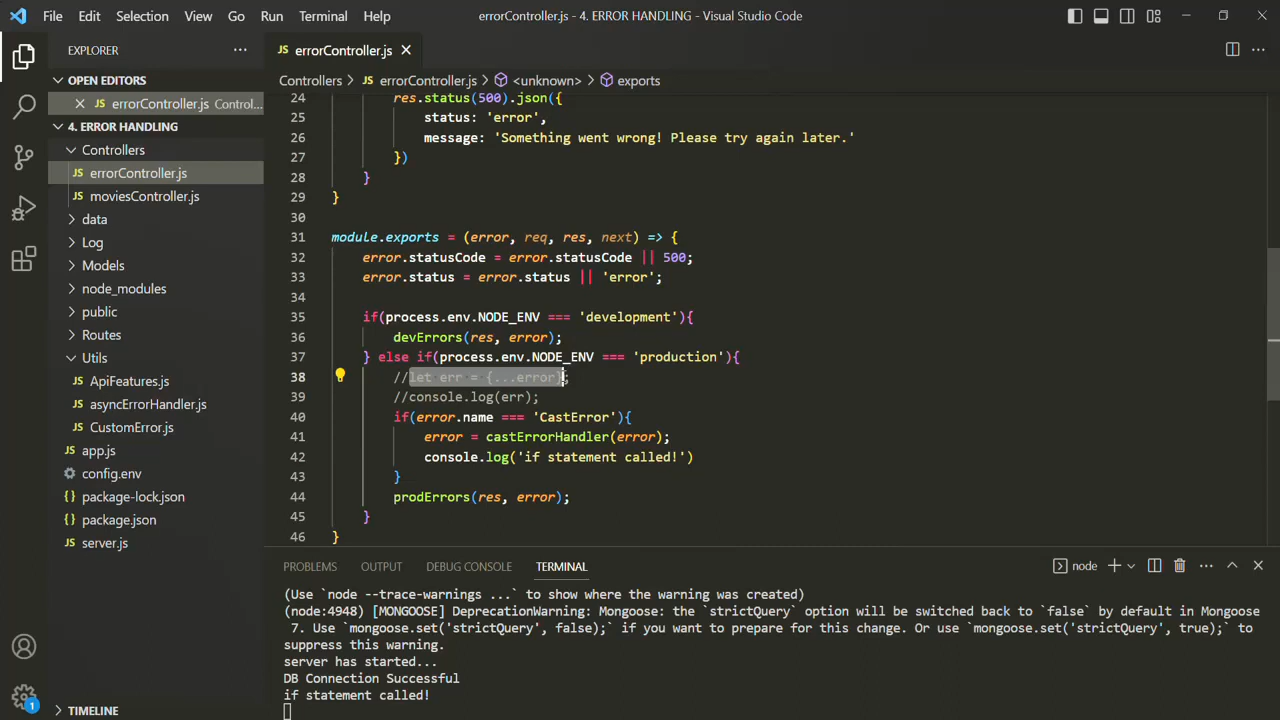 File Edit Selection View Go Run Terminal Help errorController.js - 4. ERROR HANDLING - Visual Studio Code
EXPLORER
OPEN EDITORS
JS errorController.js Control...
4. ERROR HANDLING
Controllers
JS errorController.js
JS moviesController.js
data
Log
Models
node_modules
public
Routes
Utils
JS ApiFeatures.js
JS asyncErrorHandler.js
JS CustomError.js
JS app.js
config.env
{} package-lock.json
{} package.json
JS server.js
TIMELINE
1
JS errorController.js
Controllers > JS errorController.js > <unknown> > exports
24 res.status(500).json({
25 status: 'error',
26 message: 'Something went wrong! Please try again later.'
27 })
28 }
29 }
30
31 module.exports = (error, req, res, next) => {
32 error.statusCode = error.statusCode || 500;
33 error.status = error.status || 'error';
34
35 if(process.env.NODE_ENV === 'development'){
36 devErrors(res, error);
37 } else if(process.env.NODE_ENV === 'production'){
38 //let err = {...error};
39 //console.log(err);
40 if(error.name === 'CastError'){
41 error = castErrorHandler(error);
42 console.log('if statement called!')
43 }
44 prodErrors(res, error);
45 }
46 }
PROBLEMS OUTPUT DEBUG CONSOLE TERMINAL node
(Use `node --trace-warnings ...` to show where the warning was created)
(node:4948) [MONGOOSE] DeprecationWarning: Mongoose: the `strictQuery` option will be switched back to `false` by default in Mongoose
7. Use `mongoose.set('strictQuery', false);` if you want to prepare for this change. Or use `mongoose.set('strictQuery', true);` to
suppress this warning.
server has started...
DB Connection Successful
if statement called!